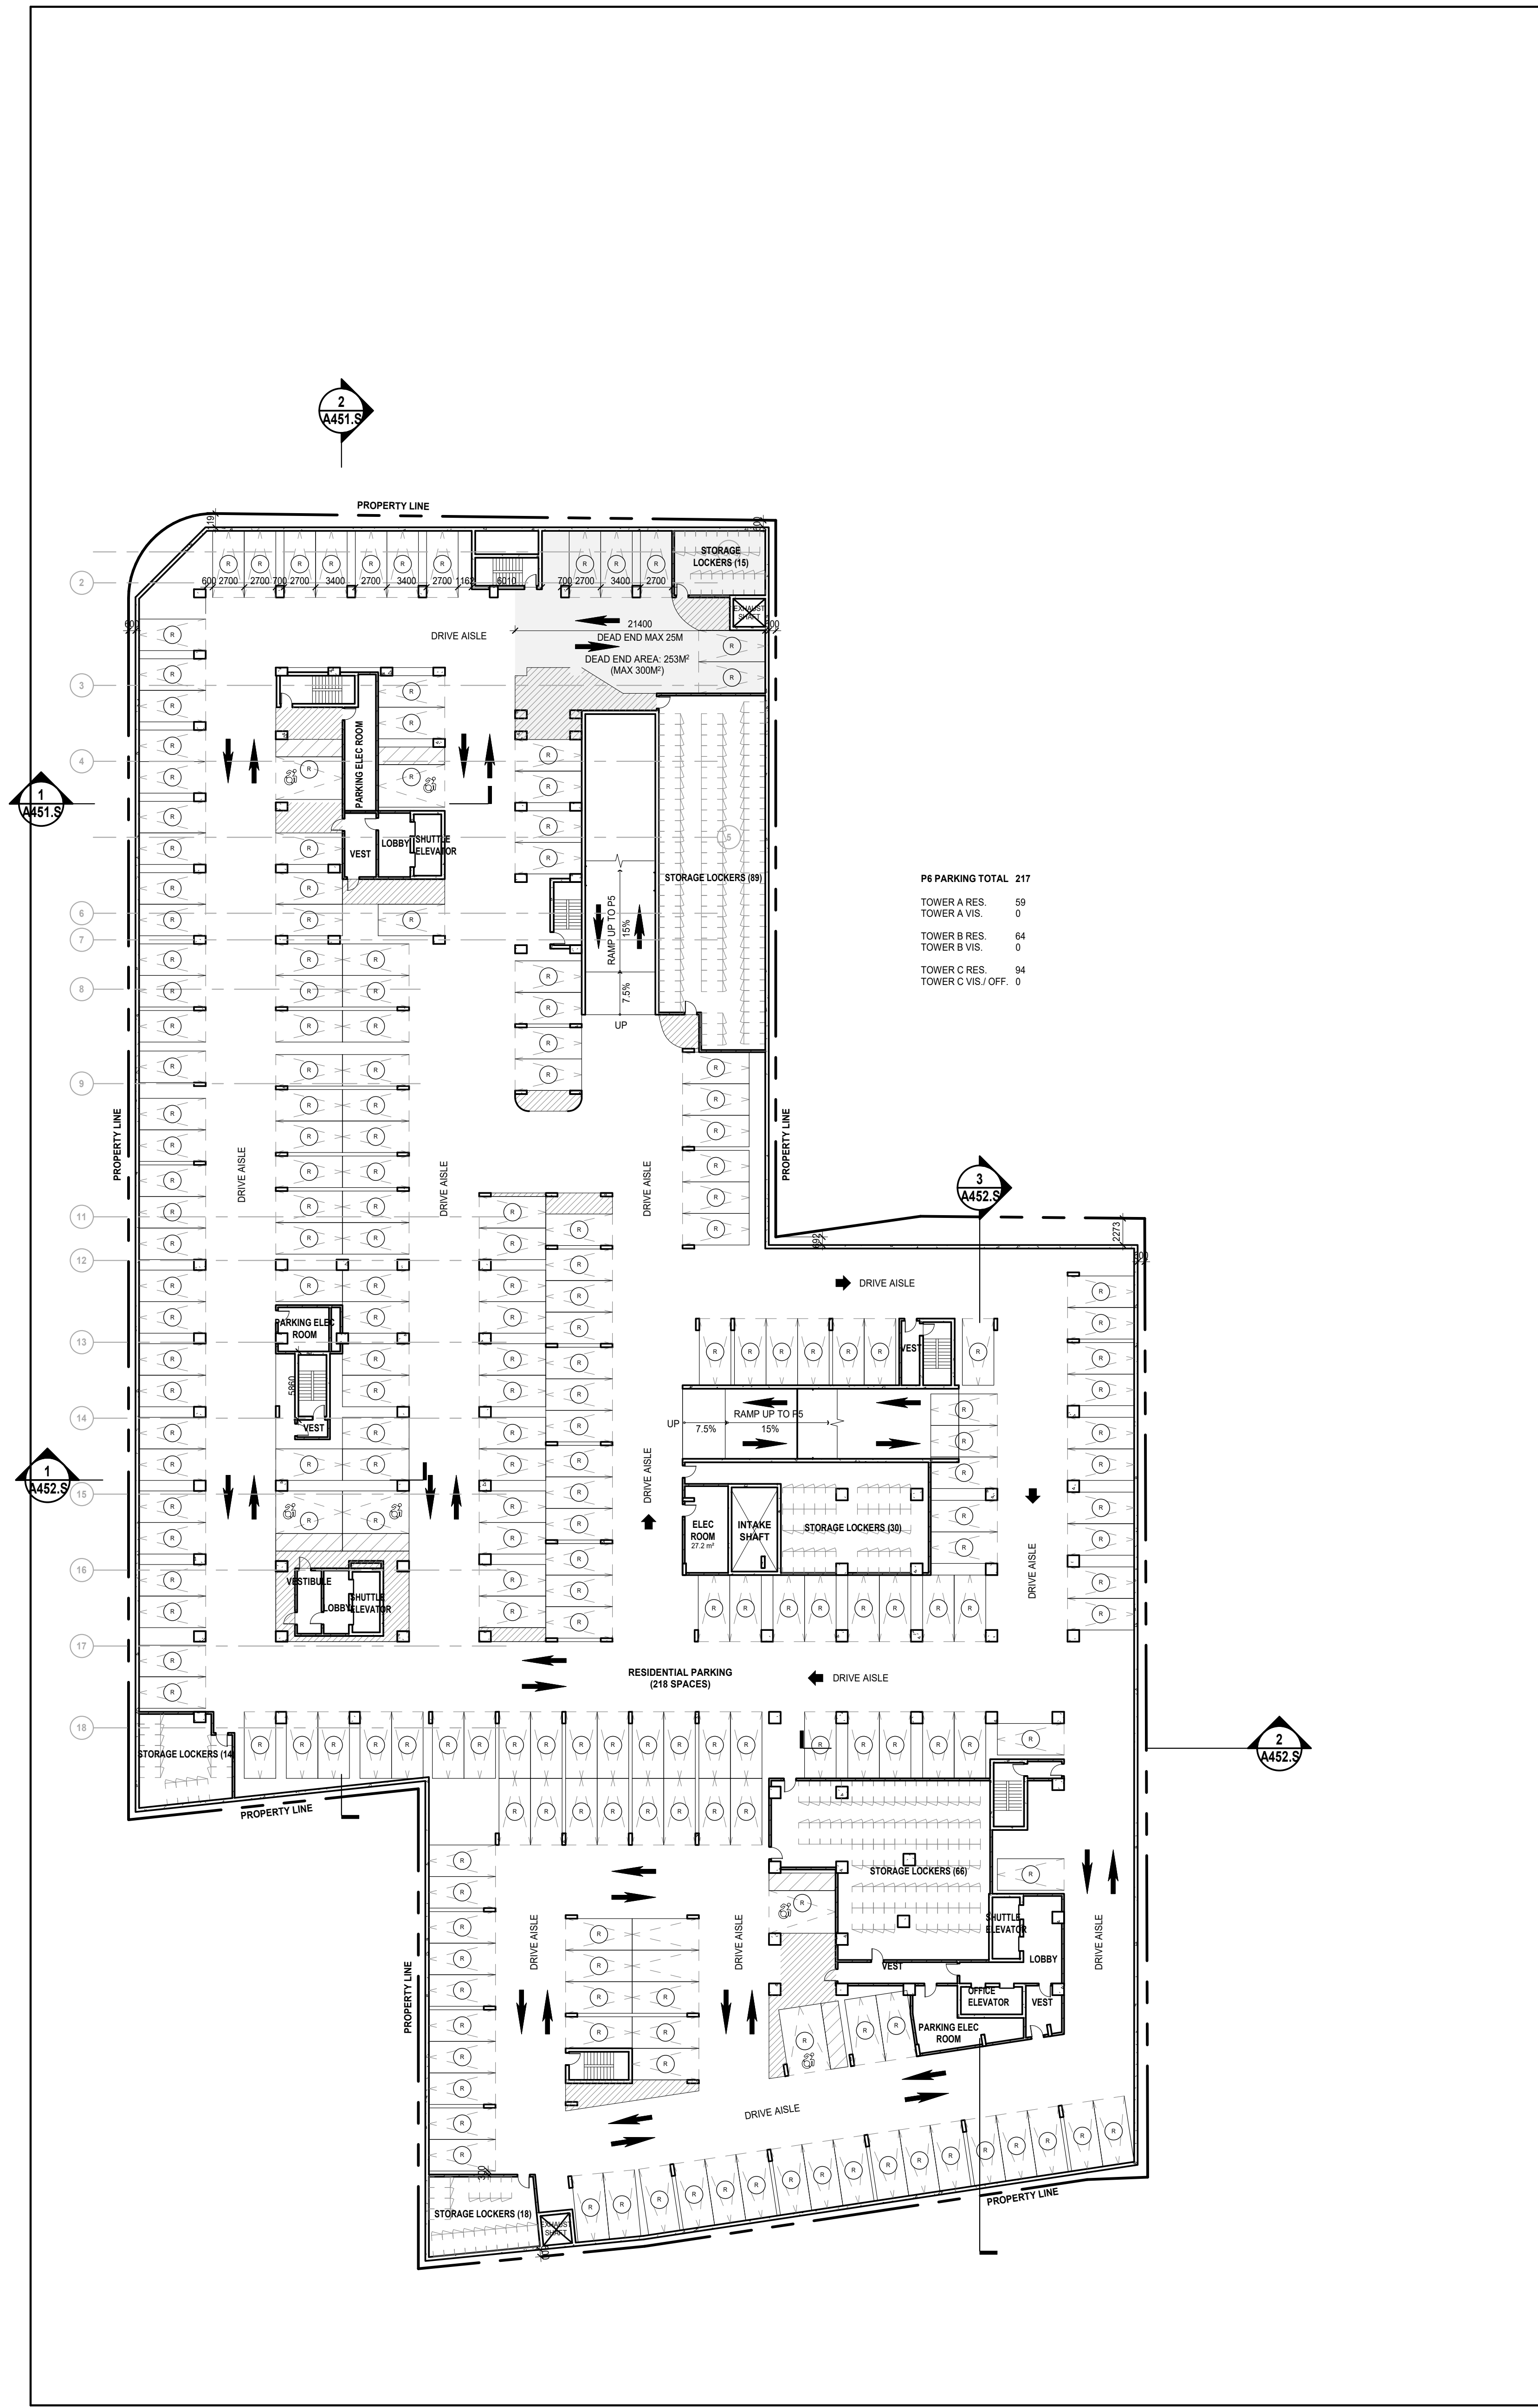 2
A451.S
PROPERTY LINE
STORAGE
LOCKERS (15)
2
600 2700 2700 700 2700 3400 2700 3400 2700 1162 6010 700 2700 3400 2700
EXHAUST
SHAFT
600
21400
DRIVE AISLE
DEAD END MAX 25M
DEAD END AREA: 253M²
(MAX 300M²)
3
4
PARKING ELEC ROOM
1
A451.S
5
LOBBY
SHUTTLE
ELEVATOR
VEST
STORAGE LOCKERS (89)
P6 PARKING TOTAL 217
TOWER A RES. 59
TOWER A VIS. 0
TOWER B RES. 64
TOWER B VIS. 0
TOWER C RES. 94
TOWER C VIS./ OFF. 0
6
7
8
RAMP UP TO P5
15%
7.5%
UP
9
PROPERTY LINE
PROPERTY LINE
DRIVE AISLE
DRIVE AISLE
DRIVE AISLE
3
A452.S
11
692
2273
12
DRIVE AISLE
PARKING ELEC
ROOM
13
VEST
5860
14
VEST
RAMP UP TO P5
UP
7.5%
15%
1
A452.S
15
DRIVE AISLE
ELEC
ROOM
27.2 m²
INTAKE
SHAFT
STORAGE LOCKERS (30)
DRIVE AISLE
16
VESTIBULE
LOBBY
SHUTTLE
ELEVATOR
17
RESIDENTIAL PARKING
(218 SPACES)
DRIVE AISLE
18
STORAGE LOCKERS (14)
2
A452.S
PROPERTY LINE
STORAGE LOCKERS (66)
DRIVE AISLE
DRIVE AISLE
SHUTTLE
ELEVATOR
LOBBY
DRIVE AISLE
PROPERTY LINE
VEST
OFFICE
ELEVATOR
VEST
PARKING ELEC
ROOM
DRIVE AISLE
PROPERTY LINE
STORAGE LOCKERS (18)
EXHAUST
SHAFT